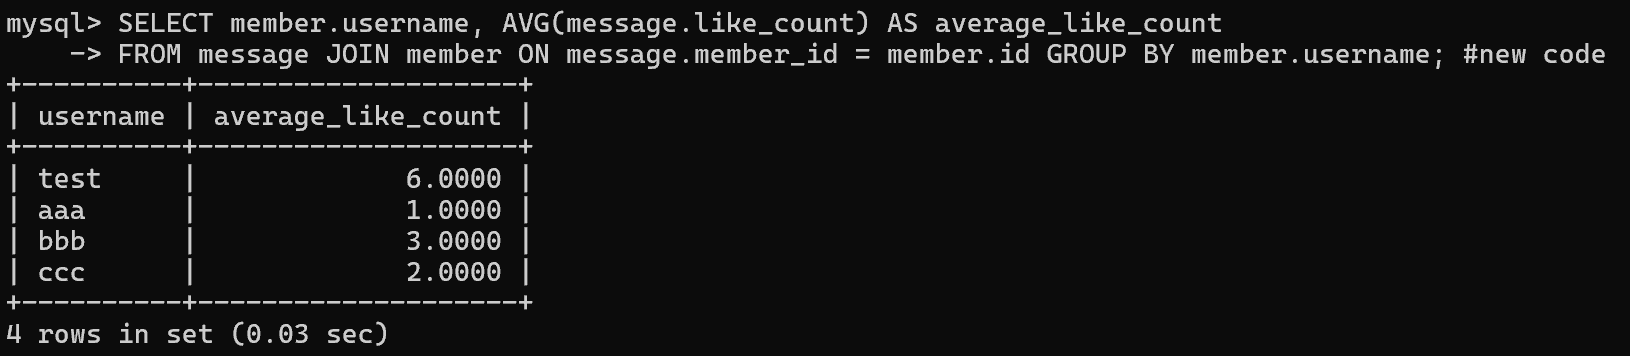 mysql> SELECT member.username, AVG(message.like_count) AS average_like_count
    -> FROM message JOIN member ON message.member_id = member.id GROUP BY member.username; #new code
+----------+--------------------+
| username | average_like_count |
+----------+--------------------+
| test     |             6.0000 |
| aaa      |             1.0000 |
| bbb      |             3.0000 |
| ccc      |             2.0000 |
+----------+--------------------+
4 rows in set (0.03 sec)